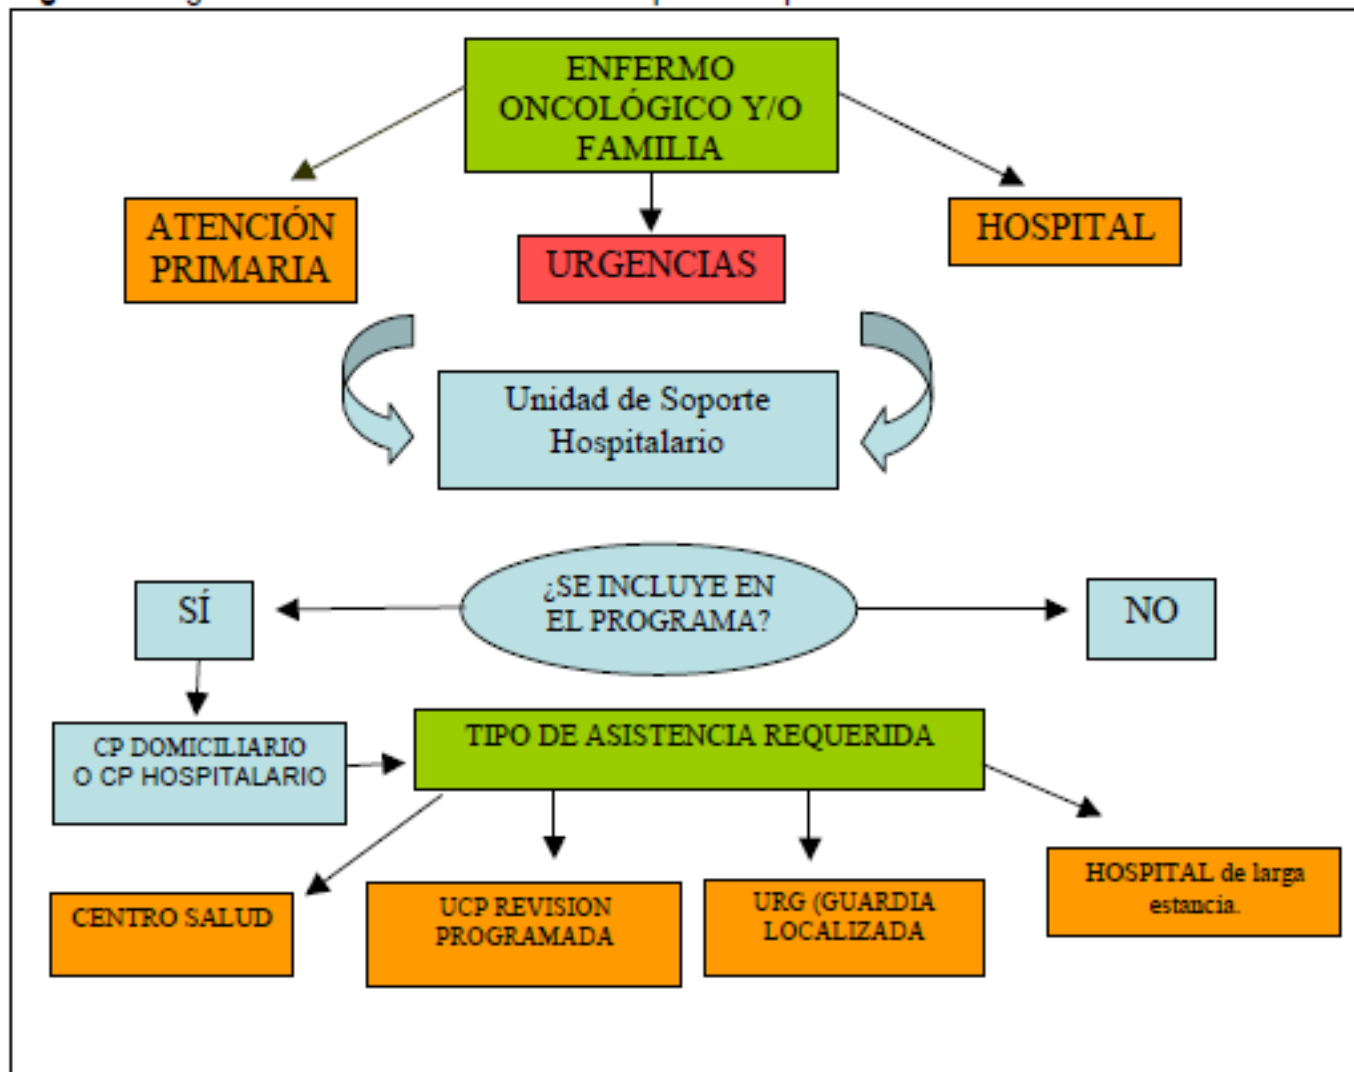 ENFERMO
ONCOLÓGICO Y/O
FAMILIA
ATENCIÓN
PRIMARIA
URGENCIAS
HOSPITAL
Unidad de Soporte
Hospitalario
¿SE INCLUYE EN
EL PROGRAMA?
SÍ
NO
CP DOMICILIARIO
O CP HOSPITALARIO
TIPO DE ASISTENCIA REQUERIDA
CENTRO SALUD
UCP REVISION
PROGRAMADA
URG (GUARDIA
LOCALIZADA
HOSPITAL de larga
estancia.